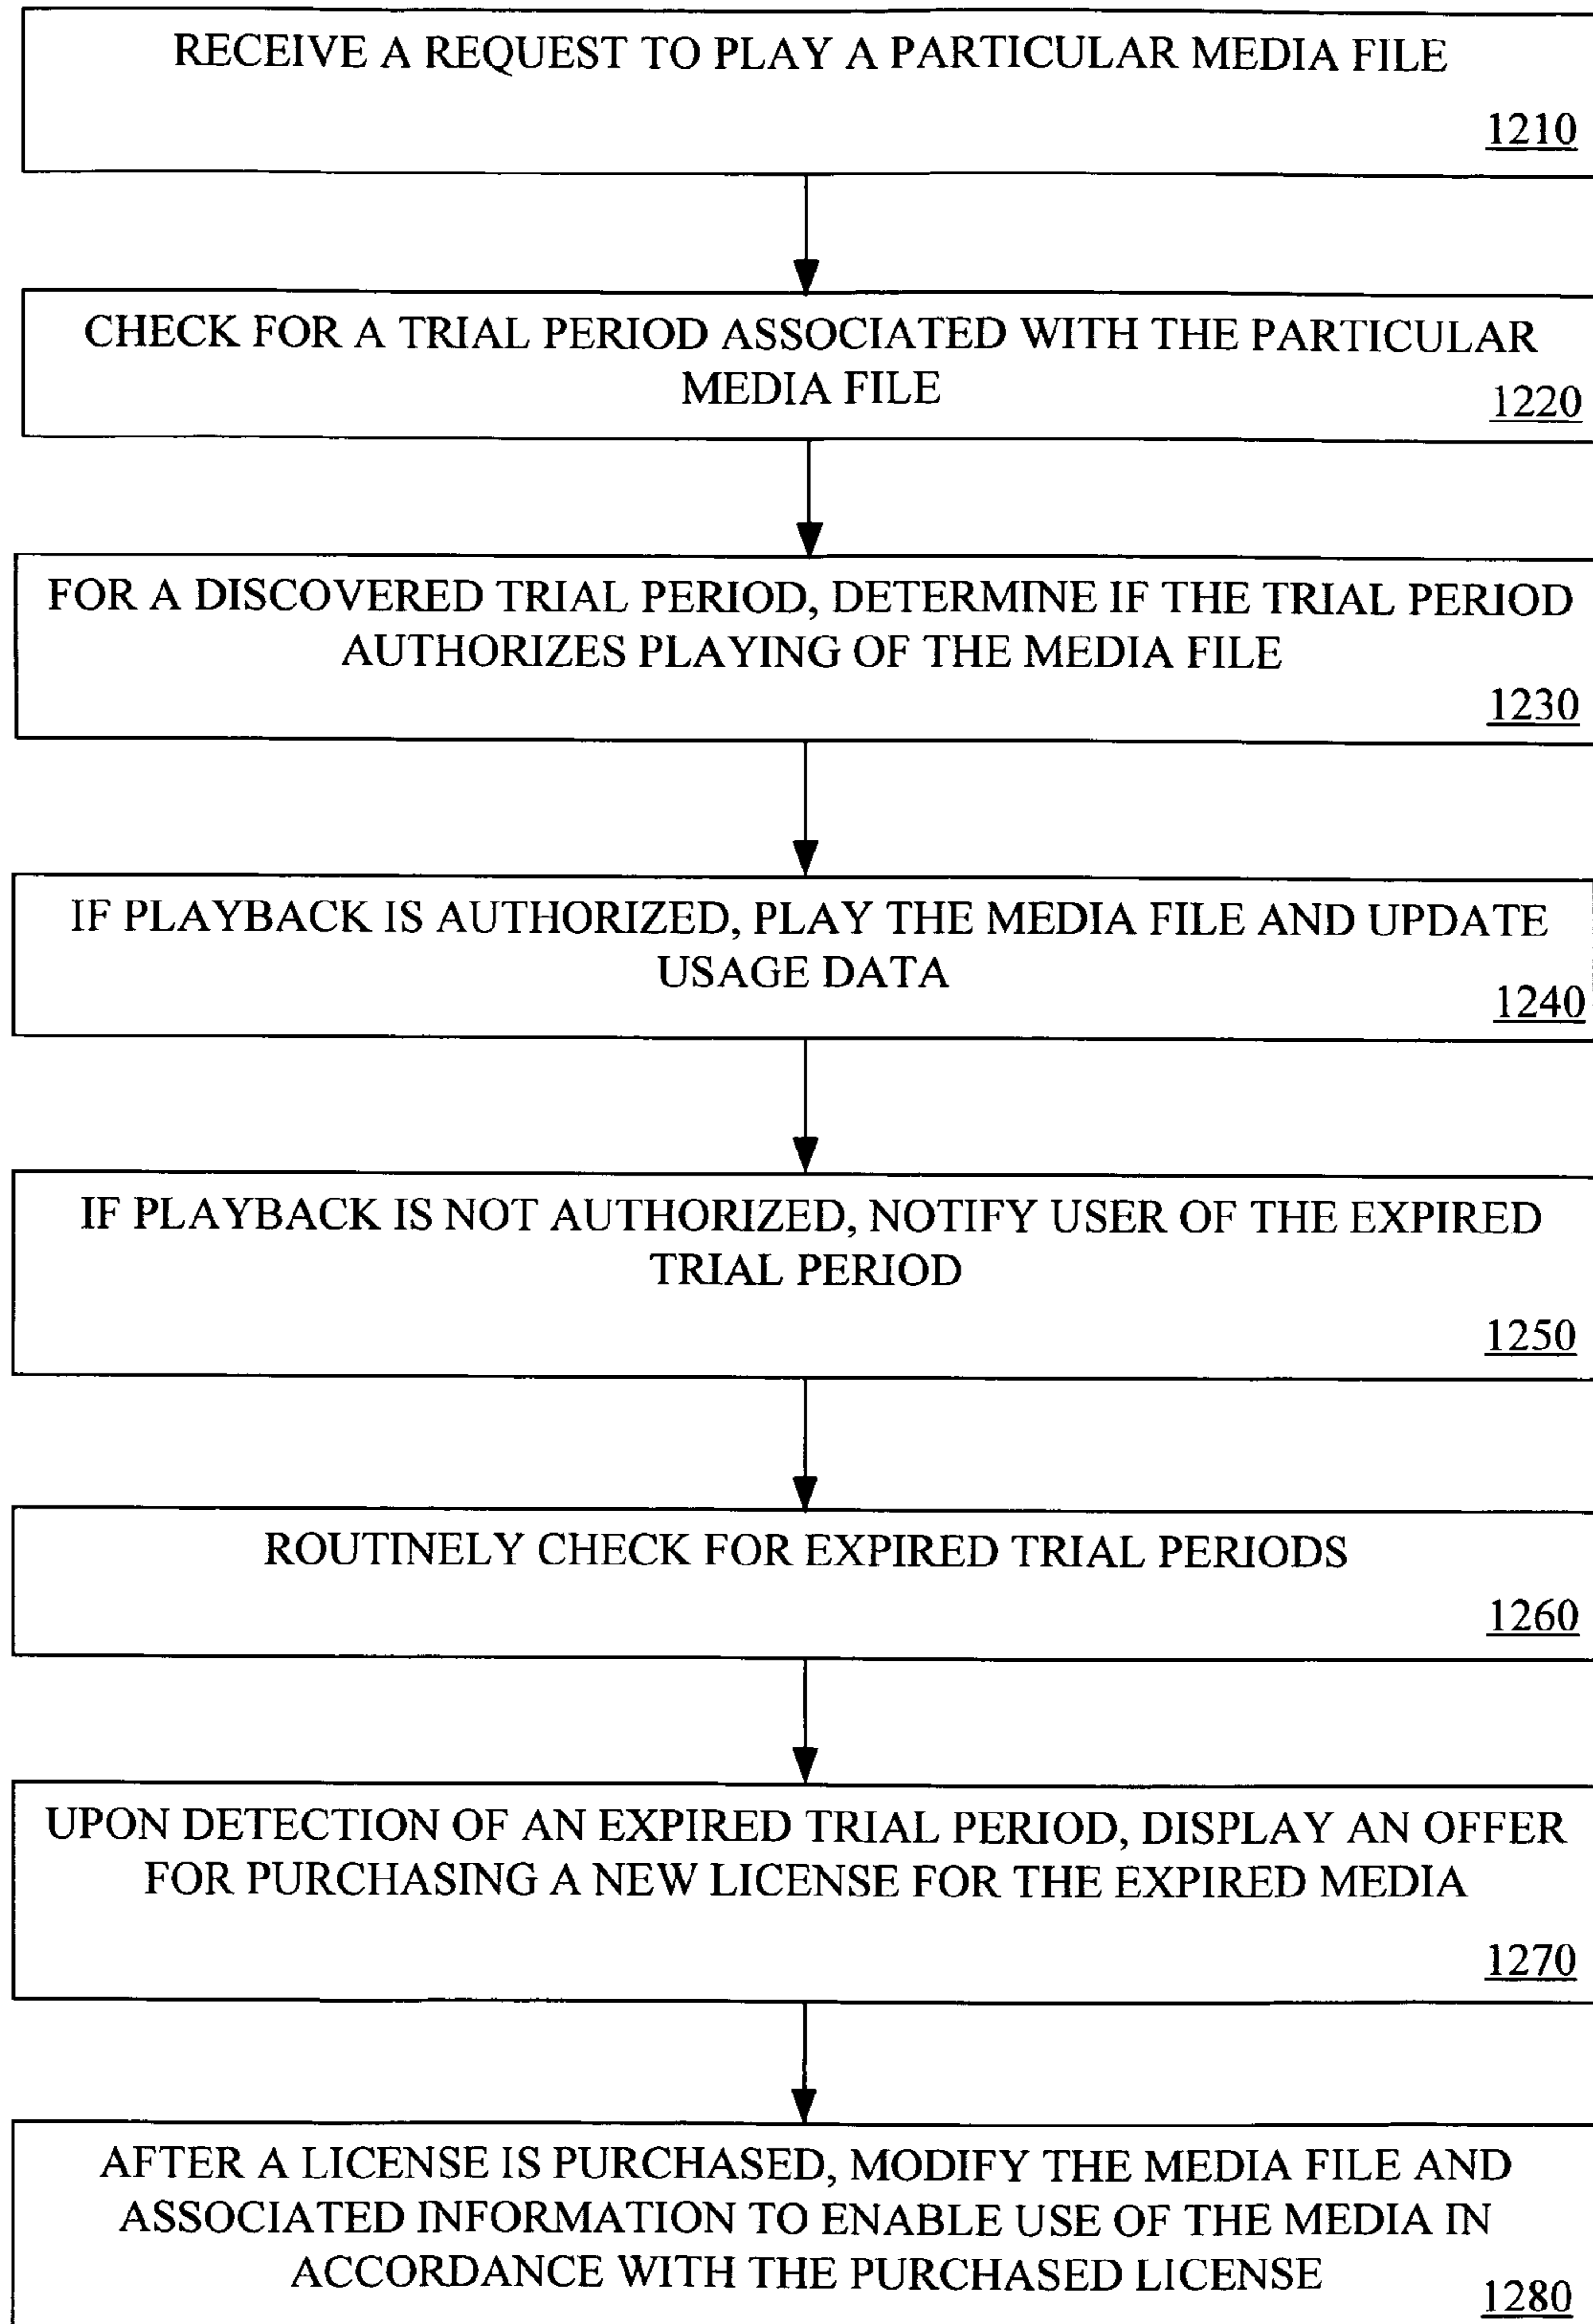 RECEIVE A REQUEST TO PLAY A PARTICULAR MEDIA FILE
1210
CHECK FOR A TRIAL PERIOD ASSOCIATED WITH THE PARTICULAR
MEDIA FILE
1220
FOR A DISCOVERED TRIAL PERIOD, DETERMINE IF THE TRIAL PERIOD
AUTHORIZES PLAYING OF THE MEDIA FILE
1230
IF PLAYBACK IS AUTHORIZED, PLAY THE MEDIA FILE AND UPDATE
USAGE DATA
1240
IF PLAYBACK IS NOT AUTHORIZED, NOTIFY USER OF THE EXPIRED
TRIAL PERIOD
1250
ROUTINELY CHECK FOR EXPIRED TRIAL PERIODS
1260
UPON DETECTION OF AN EXPIRED TRIAL PERIOD, DISPLAY AN OFFER
FOR PURCHASING A NEW LICENSE FOR THE EXPIRED MEDIA
1270
AFTER A LICENSE IS PURCHASED, MODIFY THE MEDIA FILE AND
ASSOCIATED INFORMATION TO ENABLE USE OF THE MEDIA IN
ACCORDANCE WITH THE PURCHASED LICENSE
1280